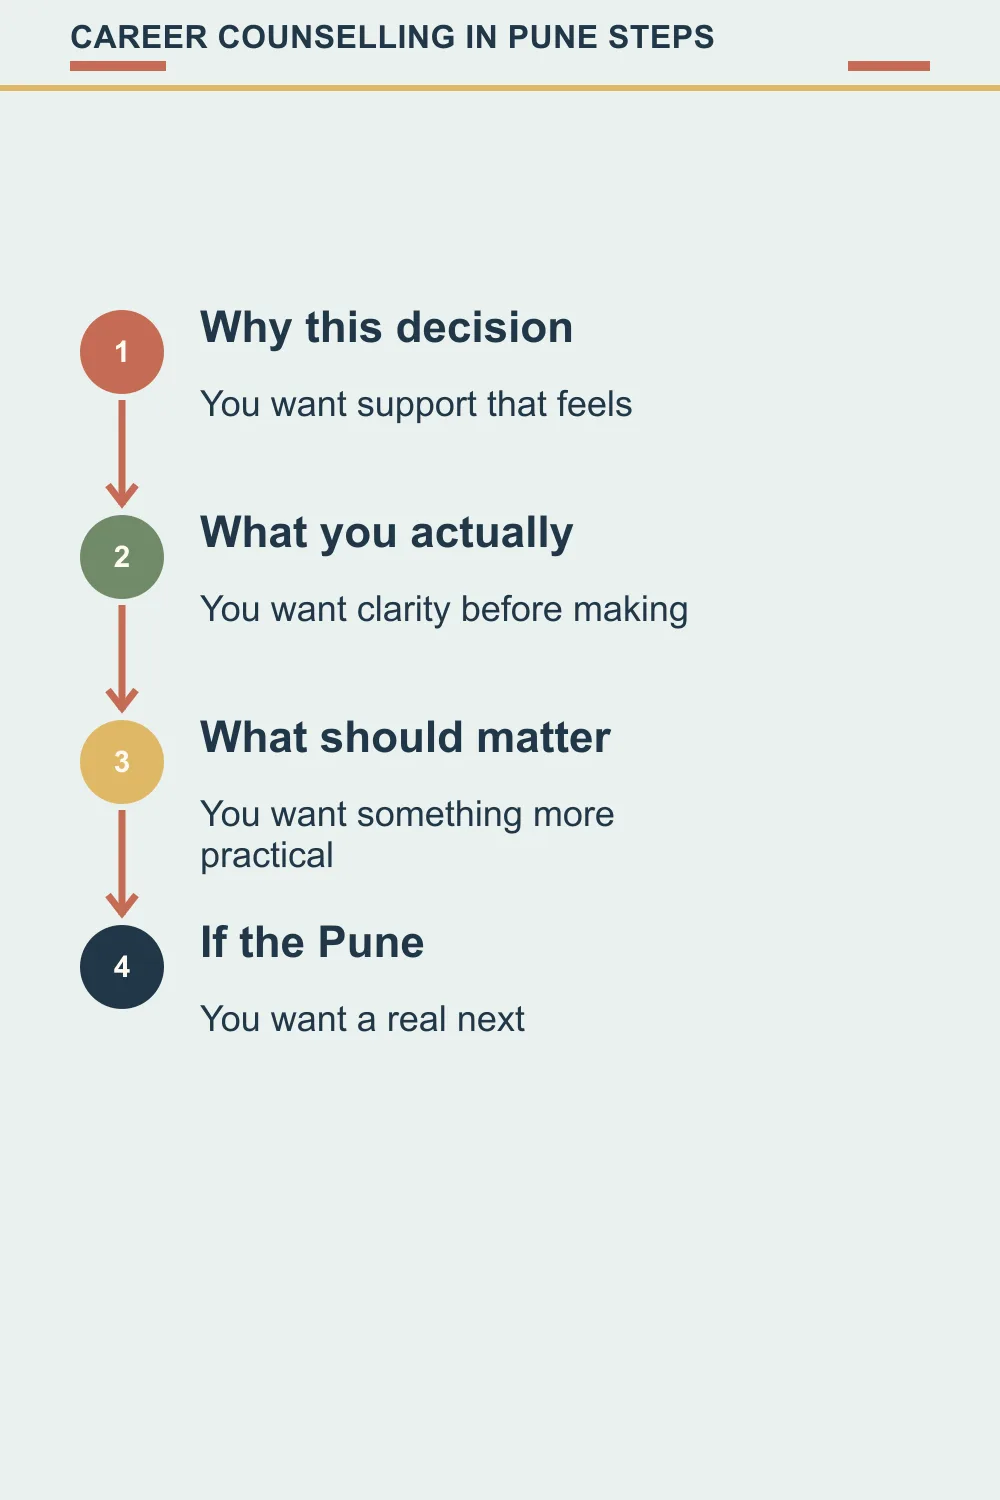 CAREER COUNSELLING IN PUNE STEPS
1
Why this decision
You want support that feels
2
What you actually
You want clarity before making
3
What should matter
You want something more
practical
4
If the Pune
You want a real next